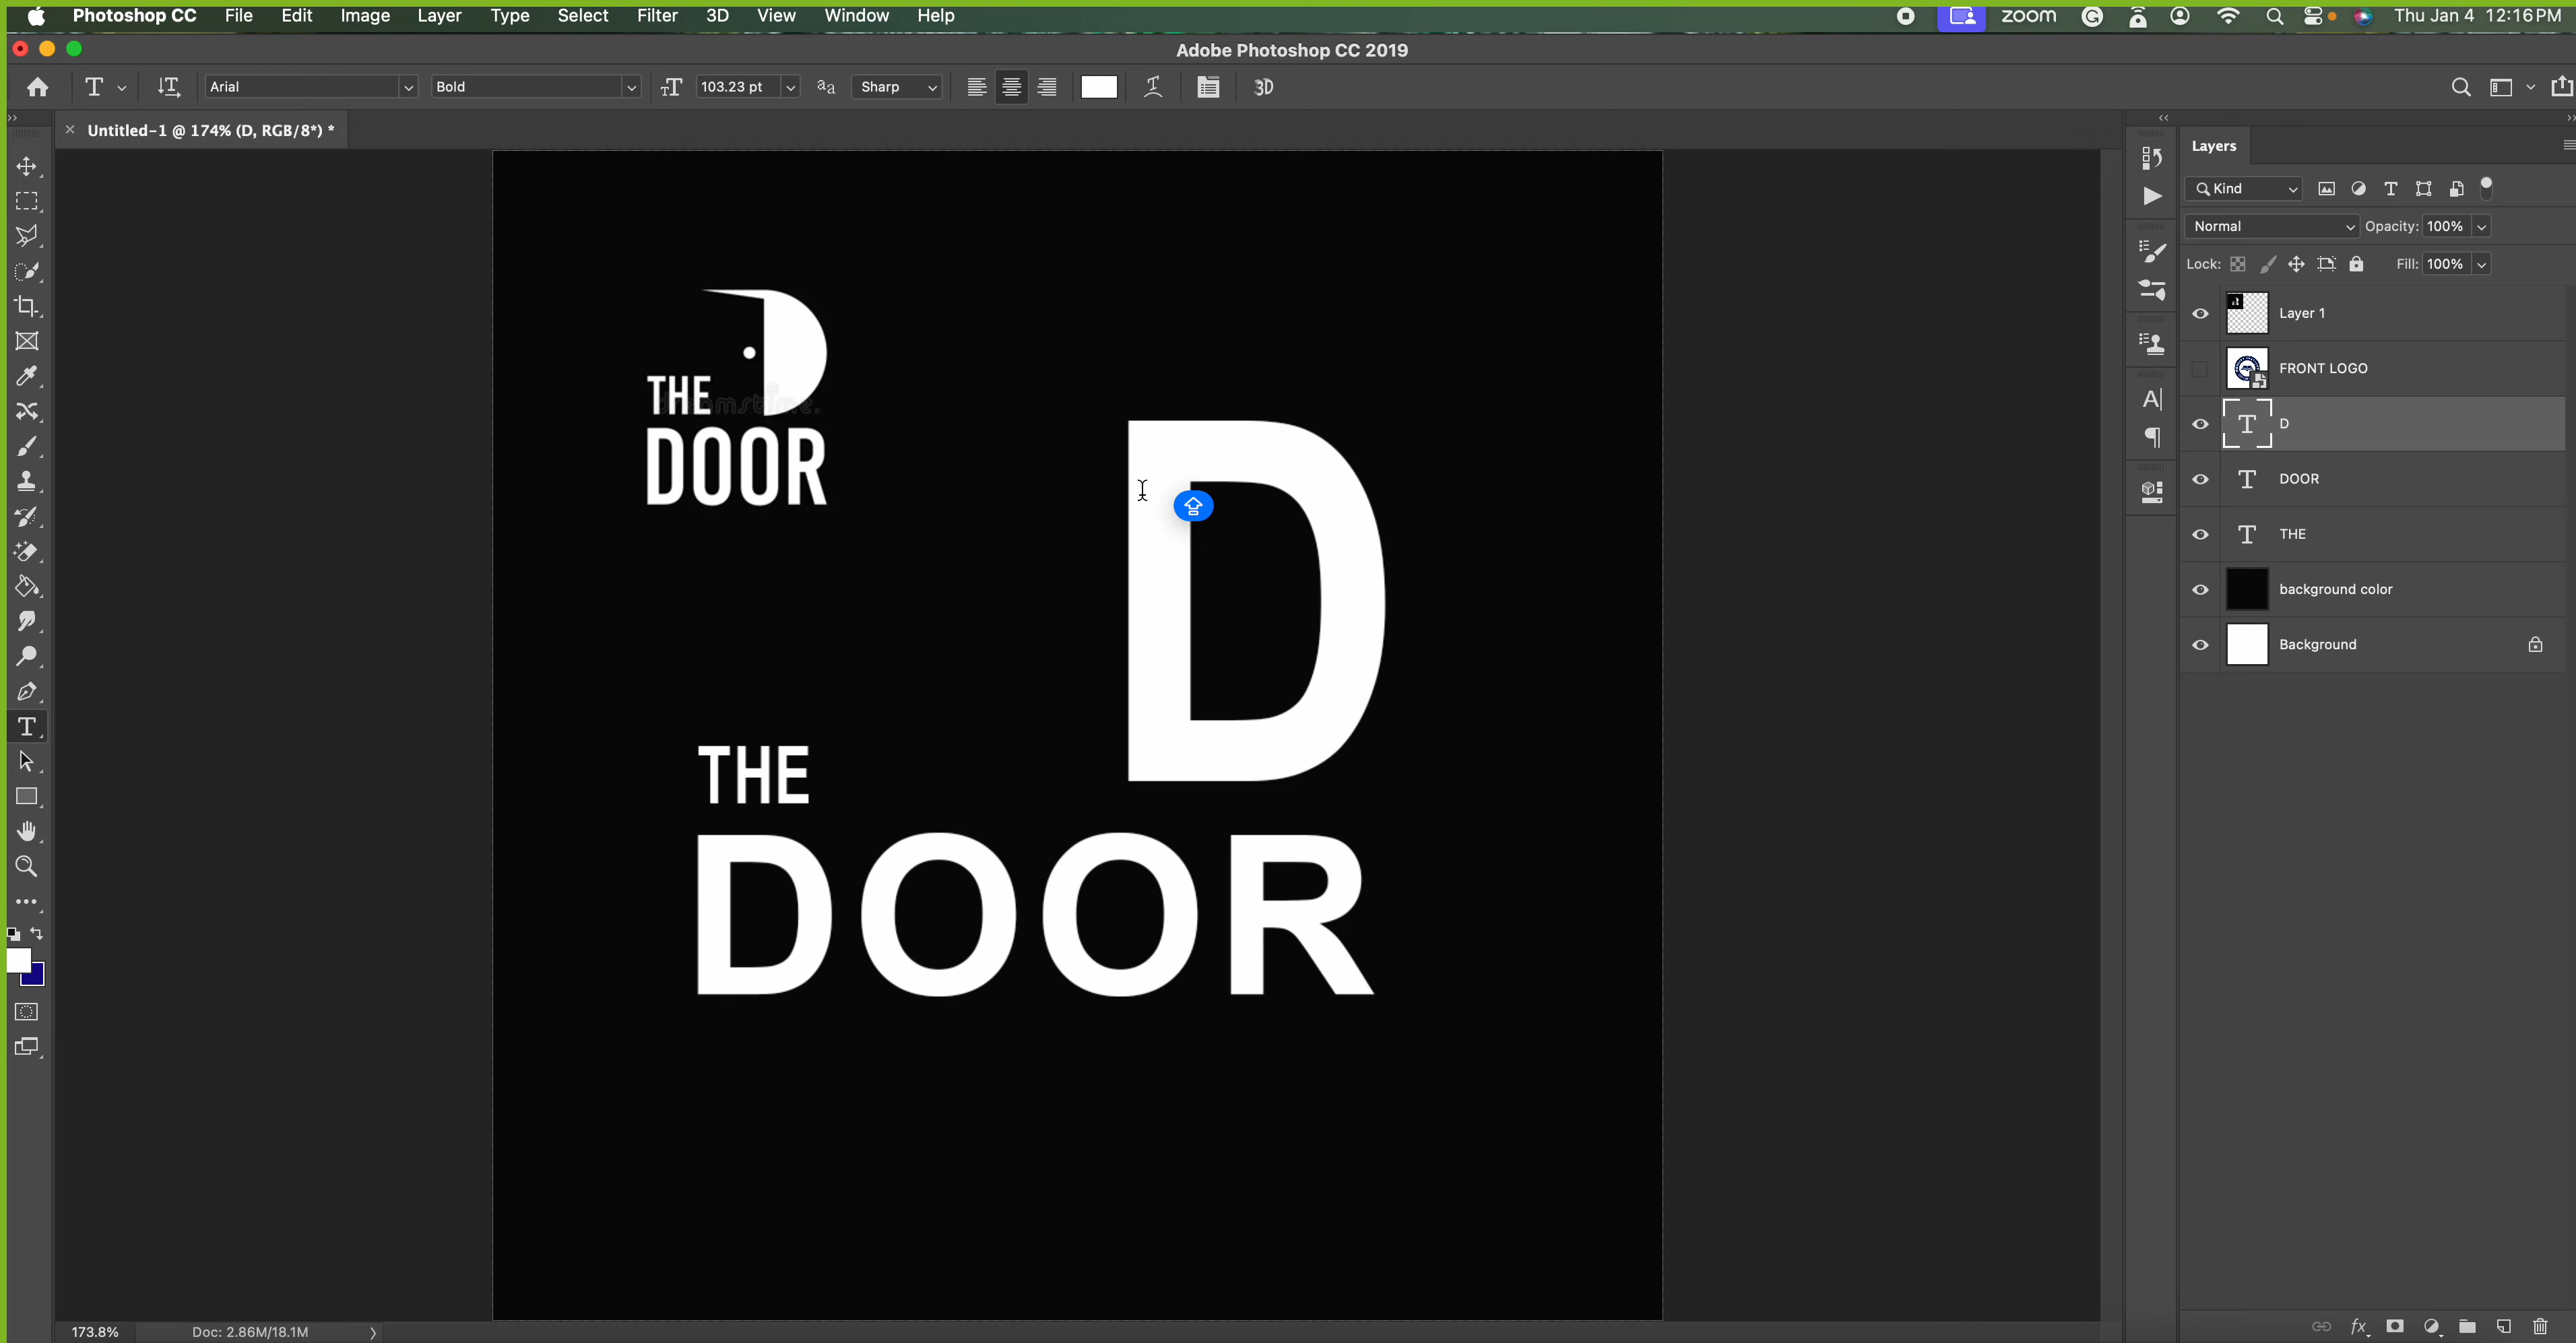 Photoshop CC File Edit Image Layer Type Select Filter 3D View Window Help zoom Thu Jan 4 12:16 PM
Adobe Photoshop CC 2019
Arial Bold 103.23 pt Sharp 3D
× Untitled-1 @ 174% (D, RGB/8*) *
Layers
Kind
Normal Opacity: 100%
Lock: Fill: 100%
Layer 1
FRONT LOGO
D
DOOR
THE
background color
Background
THE
dreamstime.
DOOR
D
THE
DOOR
173.8% Doc: 2.86M/18.1M